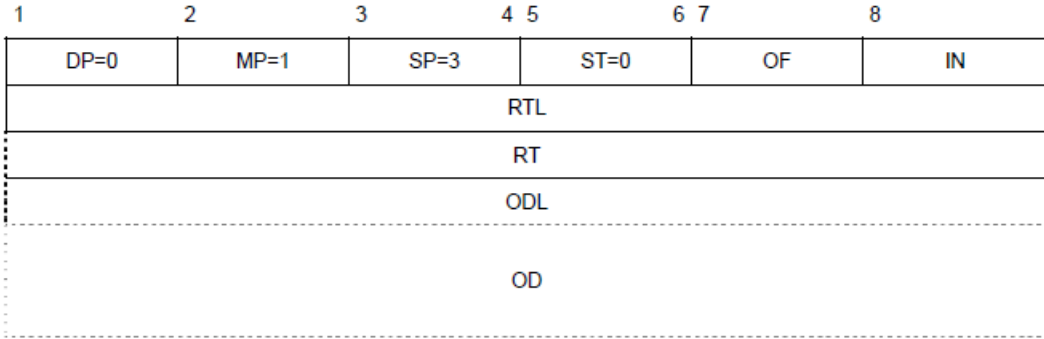 1 2 3 4 5 6 7 8
DP=0 MP=1 SP=3 ST=0 OF IN
RTL
RT
ODL
OD